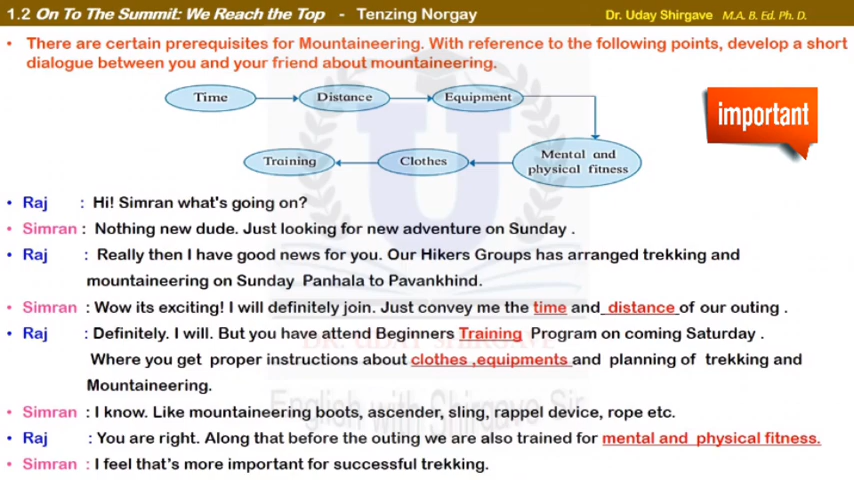 1.2 On To The Summit: We Reach the Top - Tenzing Norgay
Dr. Uday Shirgave M.A. B. Ed. Ph. D.
• There are certain prerequisites for Mountaineering. With reference to the following points, develop a short
dialogue between you and your friend about mountaineering.
Time
Distance
Equipment
important
Training
Clothes
Mental and
physical fitness
• Raj : Hi! Simran what's going on?
• Simran : Nothing new dude. Just looking for new adventure on Sunday .
• Raj : Really then I have good news for you. Our Hikers Groups has arranged trekking and
mountaineering on Sunday Panhala to Pavankhind.
• Simran : Wow its exciting! I will definitely join. Just convey me the time and distance of our outing .
• Raj : Definitely. I will. But you have attend Beginners Training Program on coming Saturday .
Where you get proper instructions about clothes ,equipments and planning of trekking and
Mountaineering.
• Simran : I know. Like mountaineering boots, ascender, sling, rappel device, rope etc.
• Raj : You are right. Along that before the outing we are also trained for mental and physical fitness.
• Simran : I feel that's more important for successful trekking.
DR. UDAY SHIRGAVE
English with Shirgave Sir